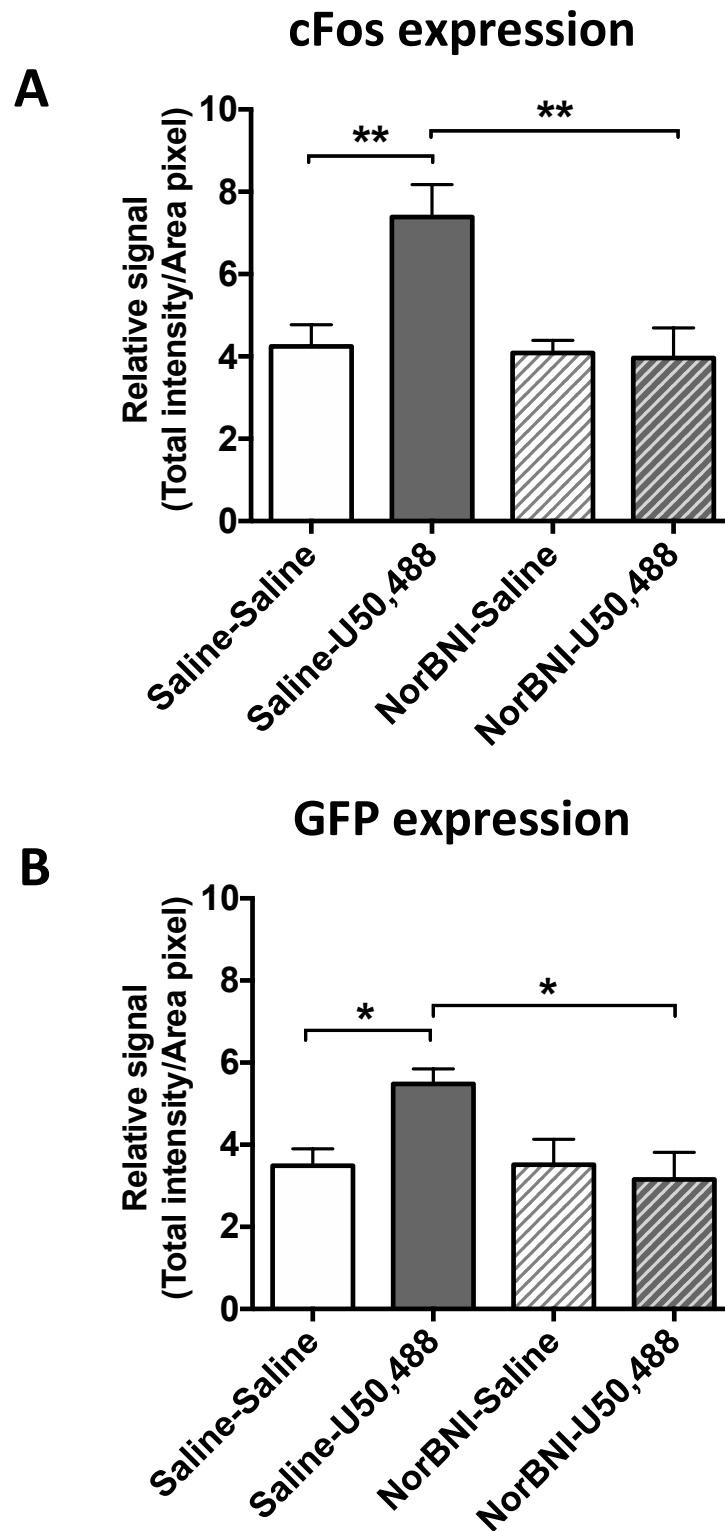 cFos expression
A
Relative signal
(Total intensity/Area pixel)
10
8
6
4
2
0
**
**
Saline-Saline
Saline-U50,488
NorBNI-Saline
NorBNI-U50,488
GFP expression
B
Relative signal
(Total intensity/Area pixel)
10
8
6
4
2
0
*
*
Saline-Saline
Saline-U50,488
NorBNI-Saline
NorBNI-U50,488